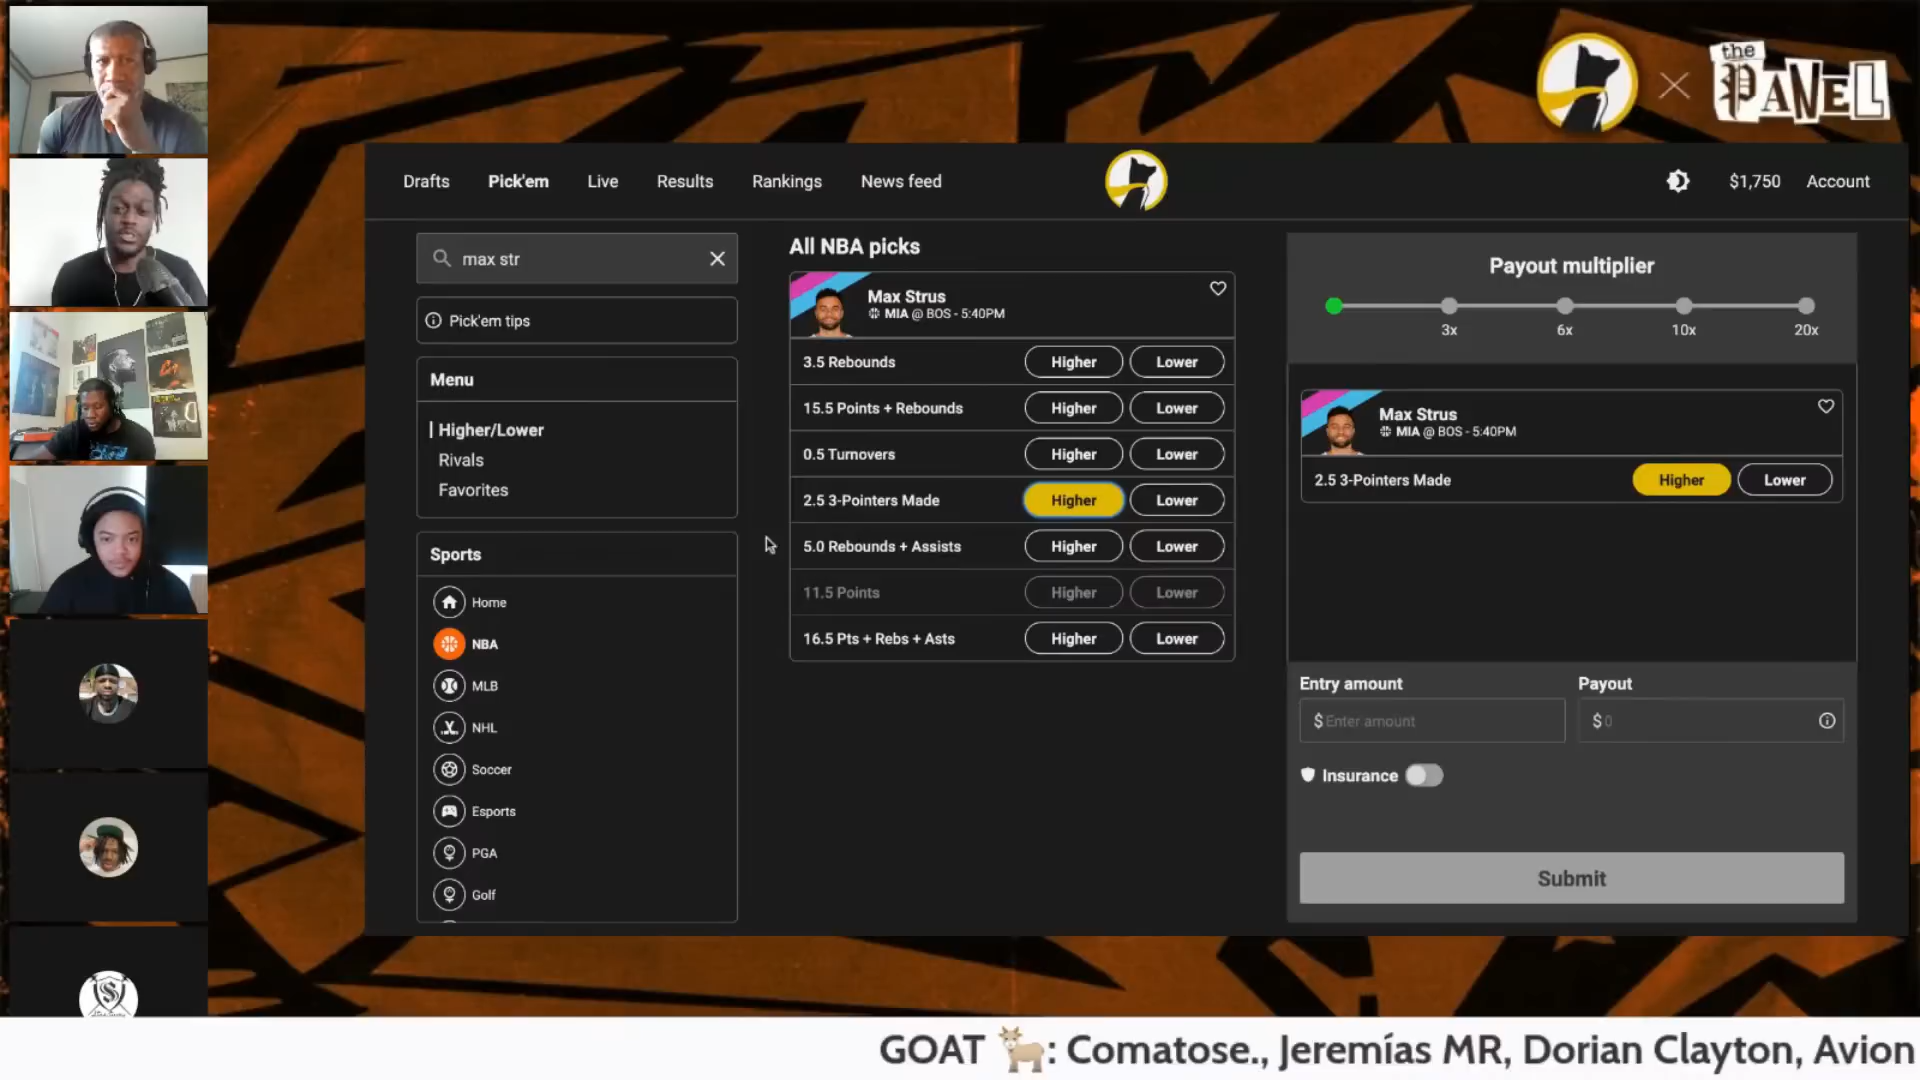 the
PANEL
Drafts
Pick'em
Live
Results
Rankings
News feed
$1,750
Account
max str
Pick'em tips
Menu
Higher/Lower
Rivals
Favorites
Sports
Home
NBA
MLB
NHL
Soccer
Esports
PGA
Golf
All NBA picks
Max Strus
MIA @ BOS - 5:40PM
3.5 Rebounds Higher Lower
15.5 Points + Rebounds Higher Lower
0.5 Turnovers Higher Lower
2.5 3-Pointers Made Higher Lower
5.0 Rebounds + Assists Higher Lower
11.5 Points Higher Lower
16.5 Pts + Rebs + Asts Higher Lower
Payout multiplier
3x 6x 10x 20x
Max Strus
MIA @ BOS - 5:40PM
2.5 3-Pointers Made Higher Lower
Entry amount Payout
$ Enter amount $ 0
Insurance
Submit
GOAT 🐐: Comatose., Jeremías MR, Dorian Clayton, Avion